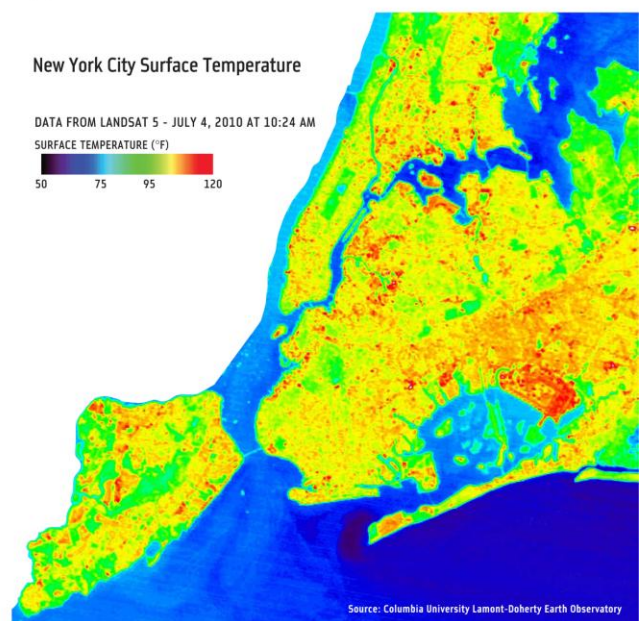 New York City Surface Temperature
DATA FROM LANDSAT 5 - JULY 4, 2010 AT 10:24 AM
SURFACE TEMPERATURE (°F)
50 75 95 120
Source: Columbia University Lamont-Doherty Earth Observatory